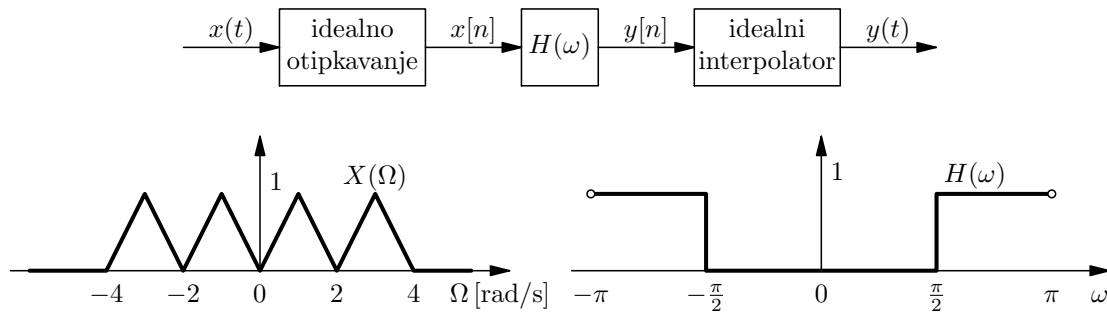 x(t)
idealno
otipkavanje
x[n]
H(ω)
y[n]
idealni
interpolator
y(t)
1
X(Ω)
−4
−2
0
2
4
Ω [rad/s]
1
H(ω)
−π
−π/2
0
π/2
π
ω